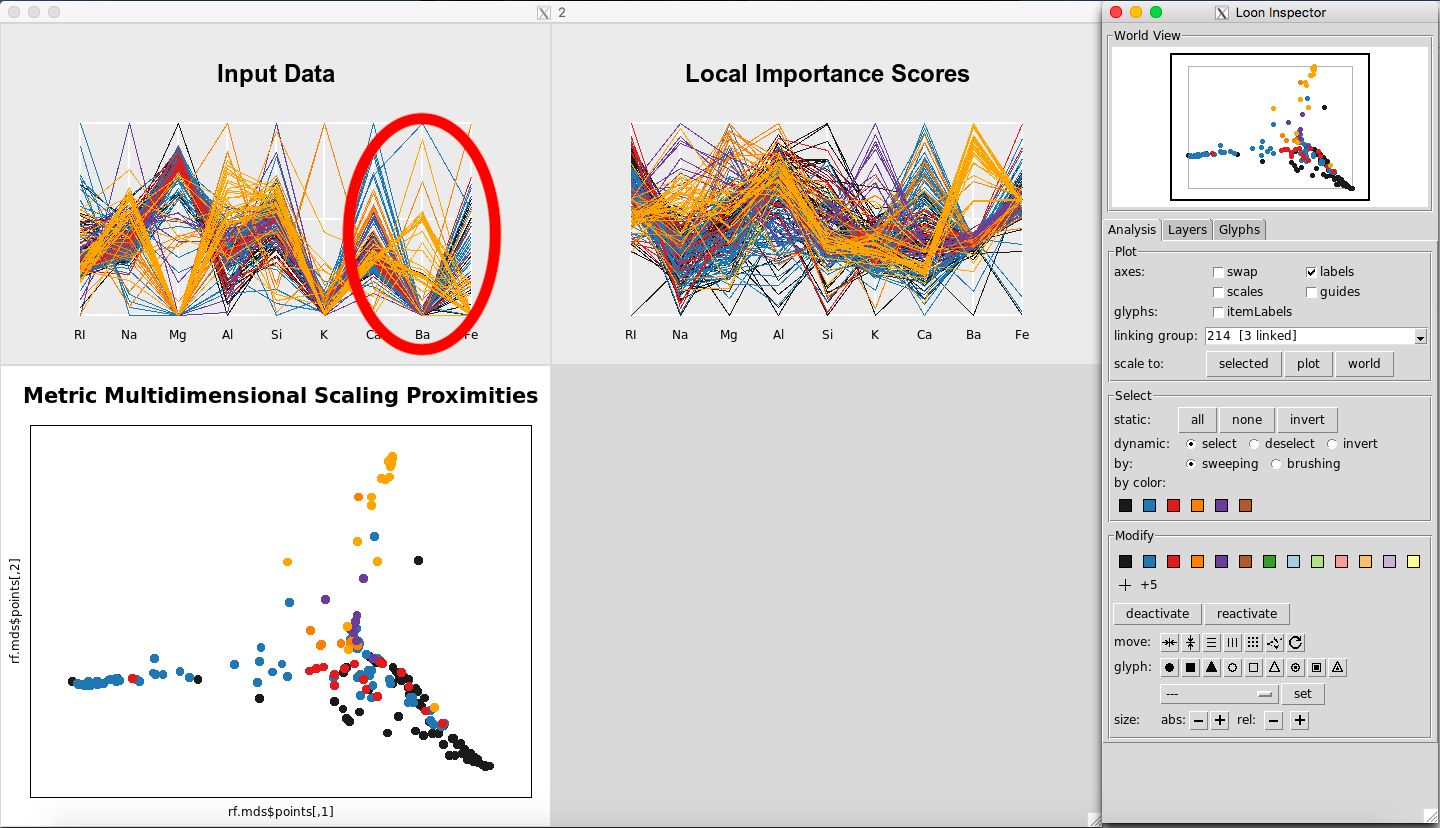 2
Input Data
RI Na Mg Al Si K Ca Ba Fe
Local Importance Scores
RI Na Mg Al Si K Ca Ba Fe
Metric Multidimensional Scaling Proximities
rf.mds$points[,2]
rf.mds$points[,1]
Loon Inspector
World View
Analysis Layers Glyphs
Plot
axes: swap labels
scales guides
glyphs: itemLabels
linking group: 214 [3 linked]
scale to: selected plot world
Select
static: all none invert
dynamic: select deselect invert
by: sweeping brushing
by color:
Modify
+5
deactivate reactivate
move:
glyph:
--- set
size: abs: − + rel: − +